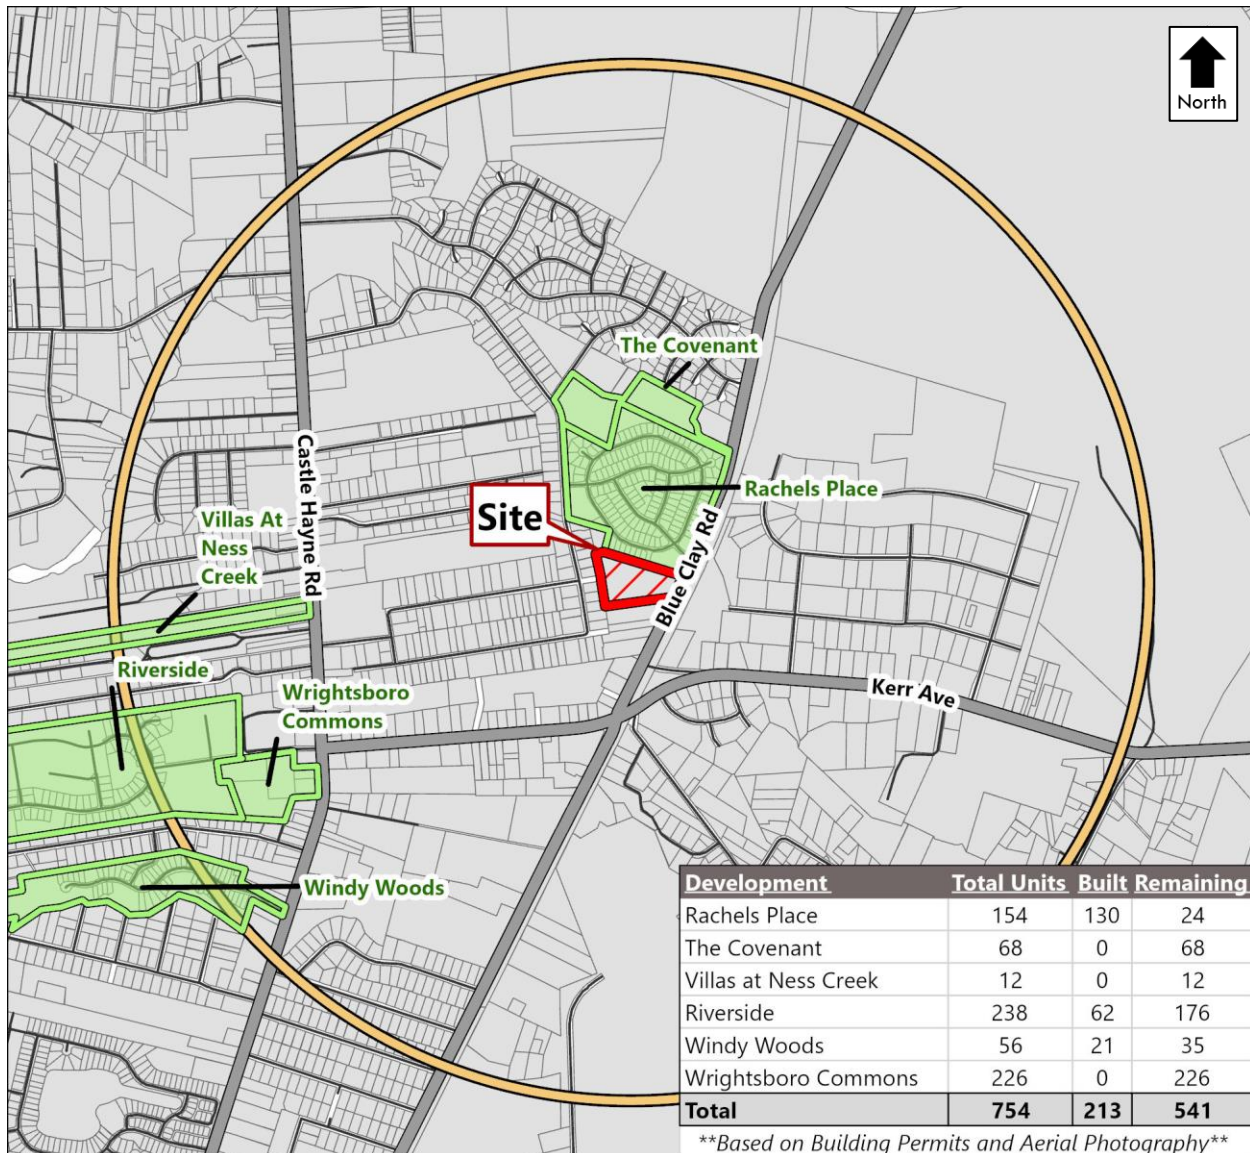 North
The Covenant
Castle Hayne Rd
Rachels Place
Site
Villas At
Ness
Creek
Blue Clay Rd
Riverside
Wrightsboro
Commons
Kerr Ave
Windy Woods
Development Total Units Built Remaining
Rachels Place 154 130 24
The Covenant 68 0 68
Villas at Ness Creek 12 0 12
Riverside 238 62 176
Windy Woods 56 21 35
Wrightsboro Commons 226 0 226
Total 754 213 541
**Based on Building Permits and Aerial Photography**